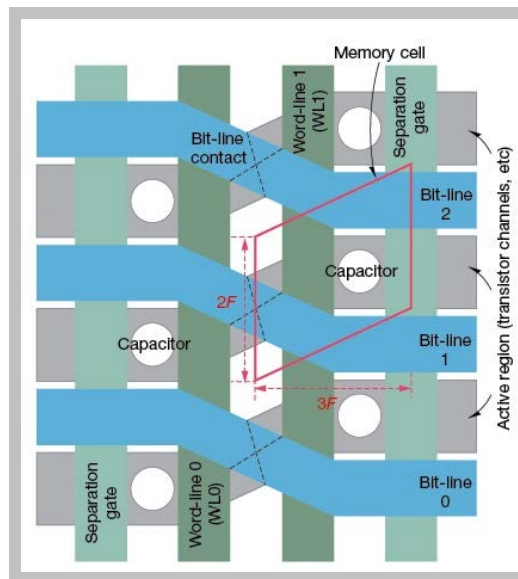 Memory cell
Word-line 1
(WL1)
Separation
gate
Bit-line
contact
Bit-line
2
Capacitor
2F
Capacitor
Bit-line
1
3F
Active region (transistor channels, etc)
Separation
gate
Word-line 0
(WL0)
Bit-line
0